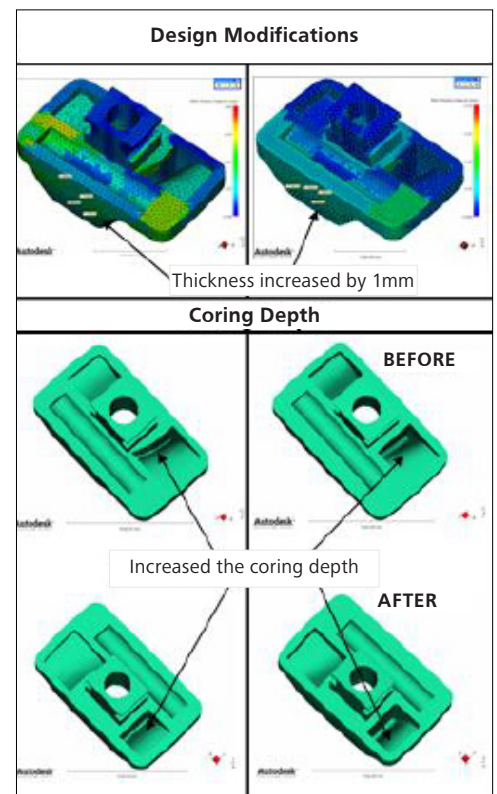 Design Modifications
Autodesk
Autodesk
Thickness increased by 1mm
Coring Depth
BEFORE
Autodesk
Autodesk
Increased the coring depth
AFTER
Autodesk
Autodesk